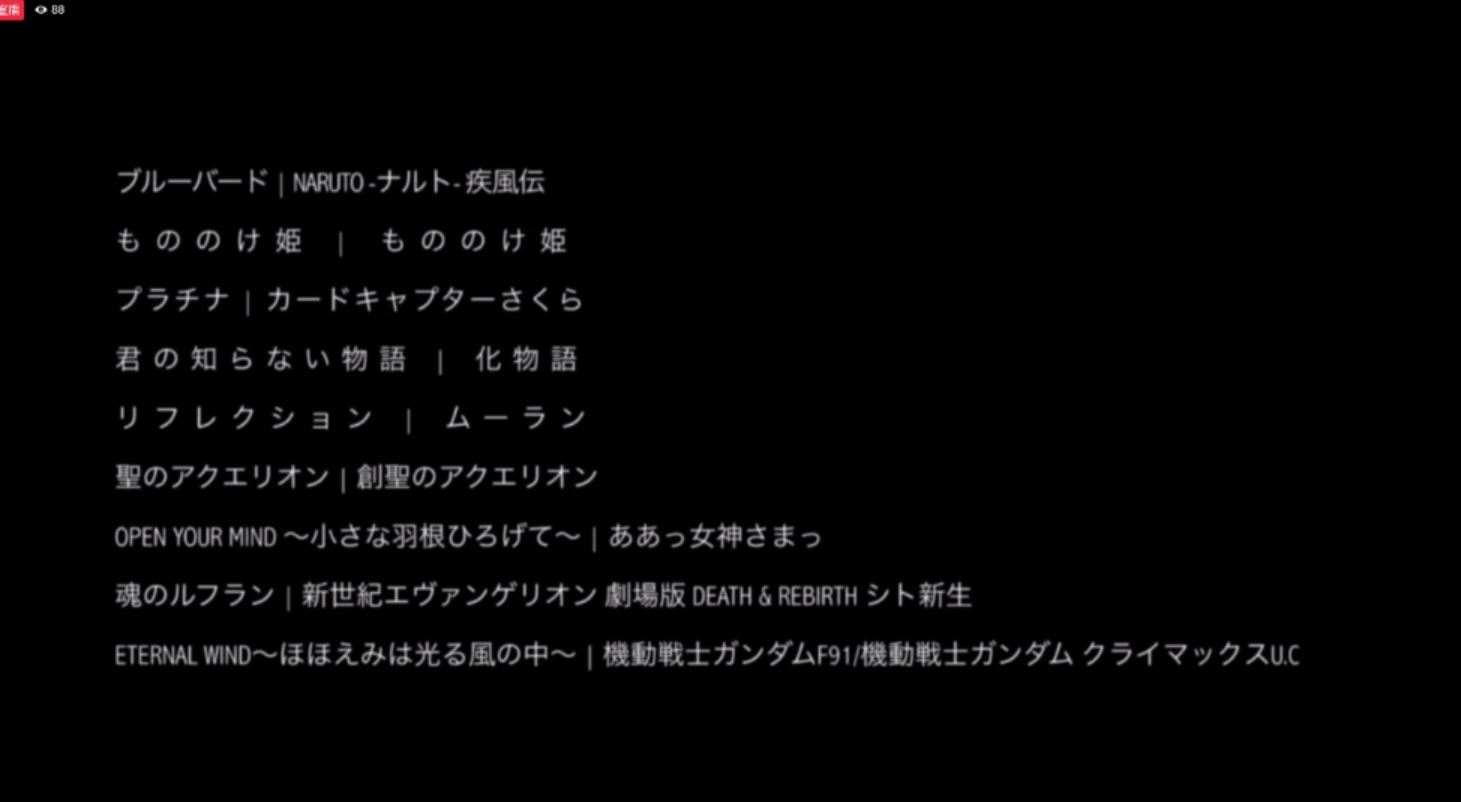 直播 88
ブルーバード | NARUTO -ナルト- 疾風伝
もののけ姫 | もののけ姫
プラチナ | カードキャプターさくら
君の知らない物語 | 化物語
リフレクション | ムーラン
聖のアクエリオン | 創聖のアクエリオン
OPEN YOUR MIND ～小さな羽根ひろげて～ | ああっ女神さまっ
魂のルフラン | 新世紀エヴァンゲリオン 劇場版 DEATH & REBIRTH シト新生
ETERNAL WIND～ほほえみは光る風の中～ | 機動戦士ガンダムF91/機動戦士ガンダム クライマックスU.C